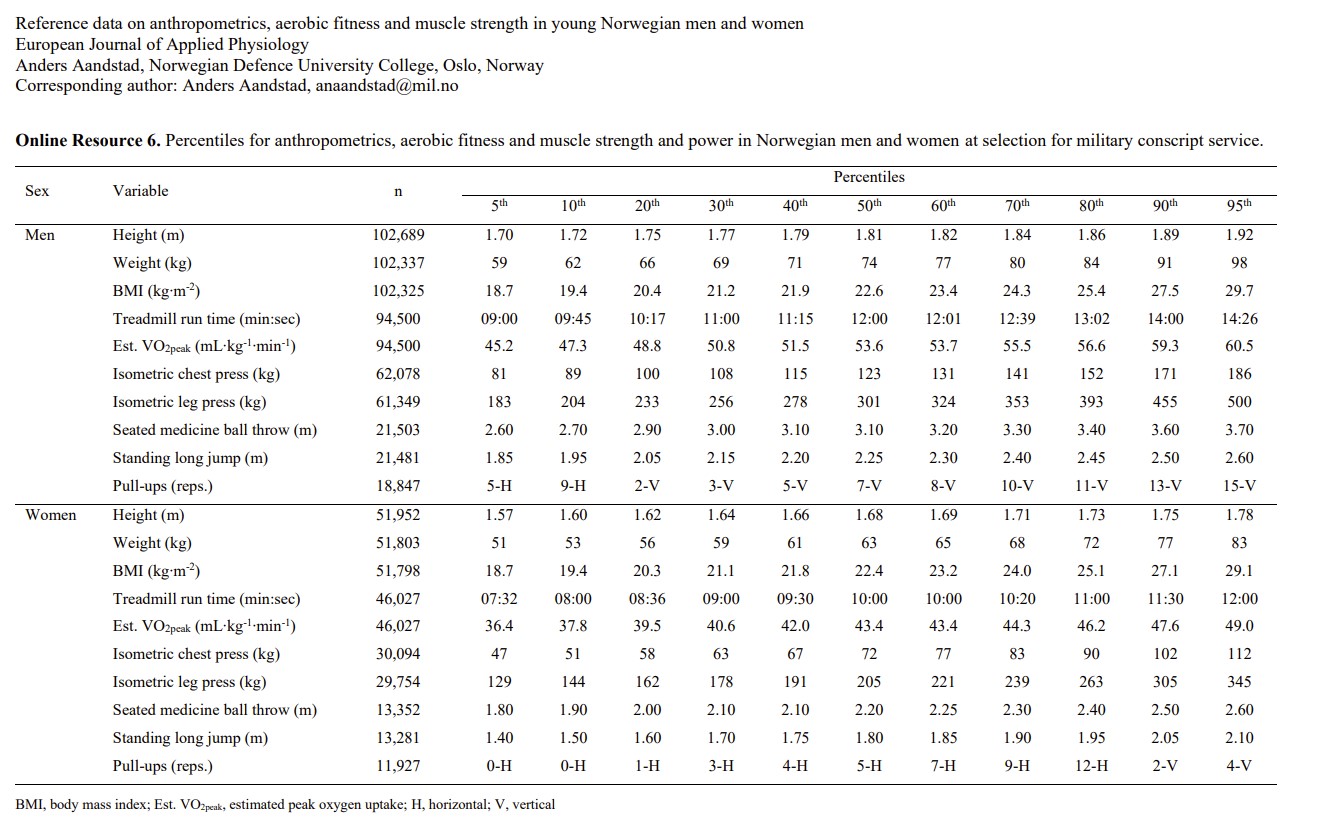 Reference data on anthropometrics, aerobic fitness and muscle strength in young Norwegian men and women
European Journal of Applied Physiology
Anders Aandstad, Norwegian Defence University College, Oslo, Norway
Corresponding author: Anders Aandstad, anaandstad@mil.no
Online Resource 6. Percentiles for anthropometrics, aerobic fitness and muscle strength and power in Norwegian men and women at selection for military conscript service.
Sex Variable n Percentiles
5th 10th 20th 30th 40th 50th 60th 70th 80th 90th 95th
Men Height (m) 102,689 1.70 1.72 1.75 1.77 1.79 1.81 1.82 1.84 1.86 1.89 1.92
Weight (kg) 102,337 59 62 66 69 71 74 77 80 84 91 98
BMI (kg·m-2) 102,325 18.7 19.4 20.4 21.2 21.9 22.6 23.4 24.3 25.4 27.5 29.7
Treadmill run time (min:sec) 94,500 09:00 09:45 10:17 11:00 11:15 12:00 12:01 12:39 13:02 14:00 14:26
Est. VO2peak (mL·kg-1·min-1) 94,500 45.2 47.3 48.8 50.8 51.5 53.6 53.7 55.5 56.6 59.3 60.5
Isometric chest press (kg) 62,078 81 89 100 108 115 123 131 141 152 171 186
Isometric leg press (kg) 61,349 183 204 233 256 278 301 324 353 393 455 500
Seated medicine ball throw (m) 21,503 2.60 2.70 2.90 3.00 3.10 3.10 3.20 3.30 3.40 3.60 3.70
Standing long jump (m) 21,481 1.85 1.95 2.05 2.15 2.20 2.25 2.30 2.40 2.45 2.50 2.60
Pull-ups (reps.) 18,847 5-H 9-H 2-V 3-V 5-V 7-V 8-V 10-V 11-V 13-V 15-V
Women Height (m) 51,952 1.57 1.60 1.62 1.64 1.66 1.68 1.69 1.71 1.73 1.75 1.78
Weight (kg) 51,803 51 53 56 59 61 63 65 68 72 77 83
BMI (kg·m-2) 51,798 18.7 19.4 20.3 21.1 21.8 22.4 23.2 24.0 25.1 27.1 29.1
Treadmill run time (min:sec) 46,027 07:32 08:00 08:36 09:00 09:30 10:00 10:00 10:20 11:00 11:30 12:00
Est. VO2peak (mL·kg-1·min-1) 46,027 36.4 37.8 39.5 40.6 42.0 43.4 43.4 44.3 46.2 47.6 49.0
Isometric chest press (kg) 30,094 47 51 58 63 67 72 77 83 90 102 112
Isometric leg press (kg) 29,754 129 144 162 178 191 205 221 239 263 305 345
Seated medicine ball throw (m) 13,352 1.80 1.90 2.00 2.10 2.10 2.20 2.25 2.30 2.40 2.50 2.60
Standing long jump (m) 13,281 1.40 1.50 1.60 1.70 1.75 1.80 1.85 1.90 1.95 2.05 2.10
Pull-ups (reps.) 11,927 0-H 0-H 1-H 3-H 4-H 5-H 7-H 9-H 12-H 2-V 4-V
BMI, body mass index; Est. VO2peak, estimated peak oxygen uptake; H, horizontal; V, vertical